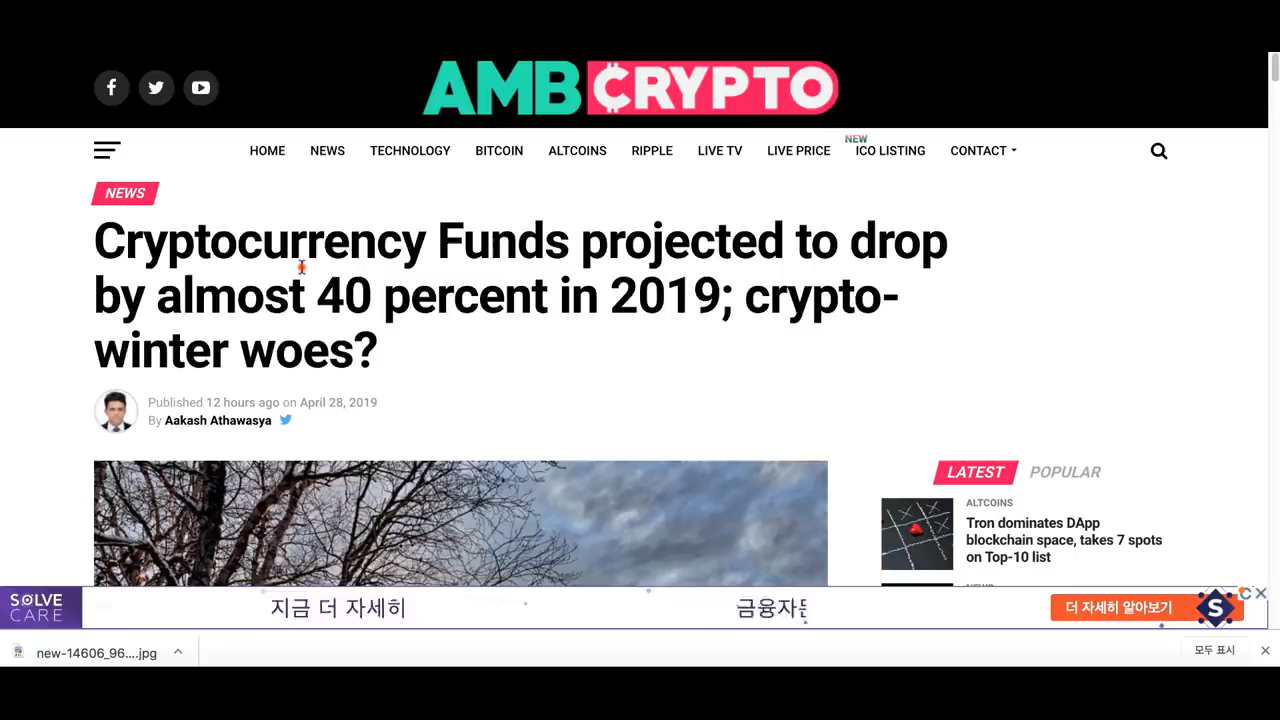 AMBCRYPTO
HOME NEWS TECHNOLOGY BITCOIN ALTCOINS RIPPLE LIVE TV LIVE PRICE NEW ICO LISTING CONTACT
NEWS
Cryptocurrency Funds projected to drop
by almost 40 percent in 2019; crypto-
winter woes?
Published 12 hours ago on April 28, 2019
By Aakash Athawasya
LATEST POPULAR
ALTCOINS
Tron dominates DApp
blockchain space, takes 7 spots
on Top-10 list
SOLVE
CARE
지금 더 자세히
더 자세히 알아보기
S
new-14606_96....jpg
모두 표시